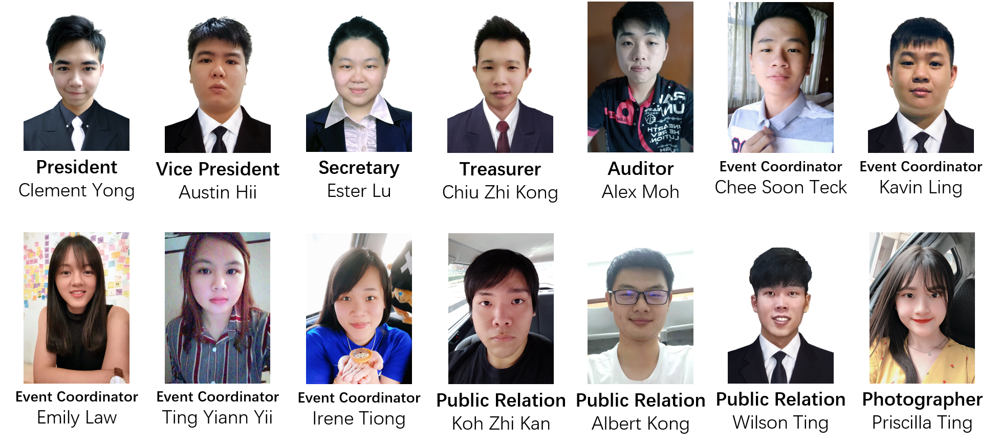 President
Clement Yong
Vice President
Austin Hii
Secretary
Ester Lu
Treasurer
Chiu Zhi Kong
Auditor
Alex Moh
Event Coordinator
Chee Soon Teck
Event Coordinator
Kavin Ling
Event Coordinator
Emily Law
Event Coordinator
Ting Yiann Yii
Event Coordinator
Irene Tiong
Public Relation
Koh Zhi Kan
Public Relation
Albert Kong
Public Relation
Wilson Ting
Photographer
Priscilla Ting